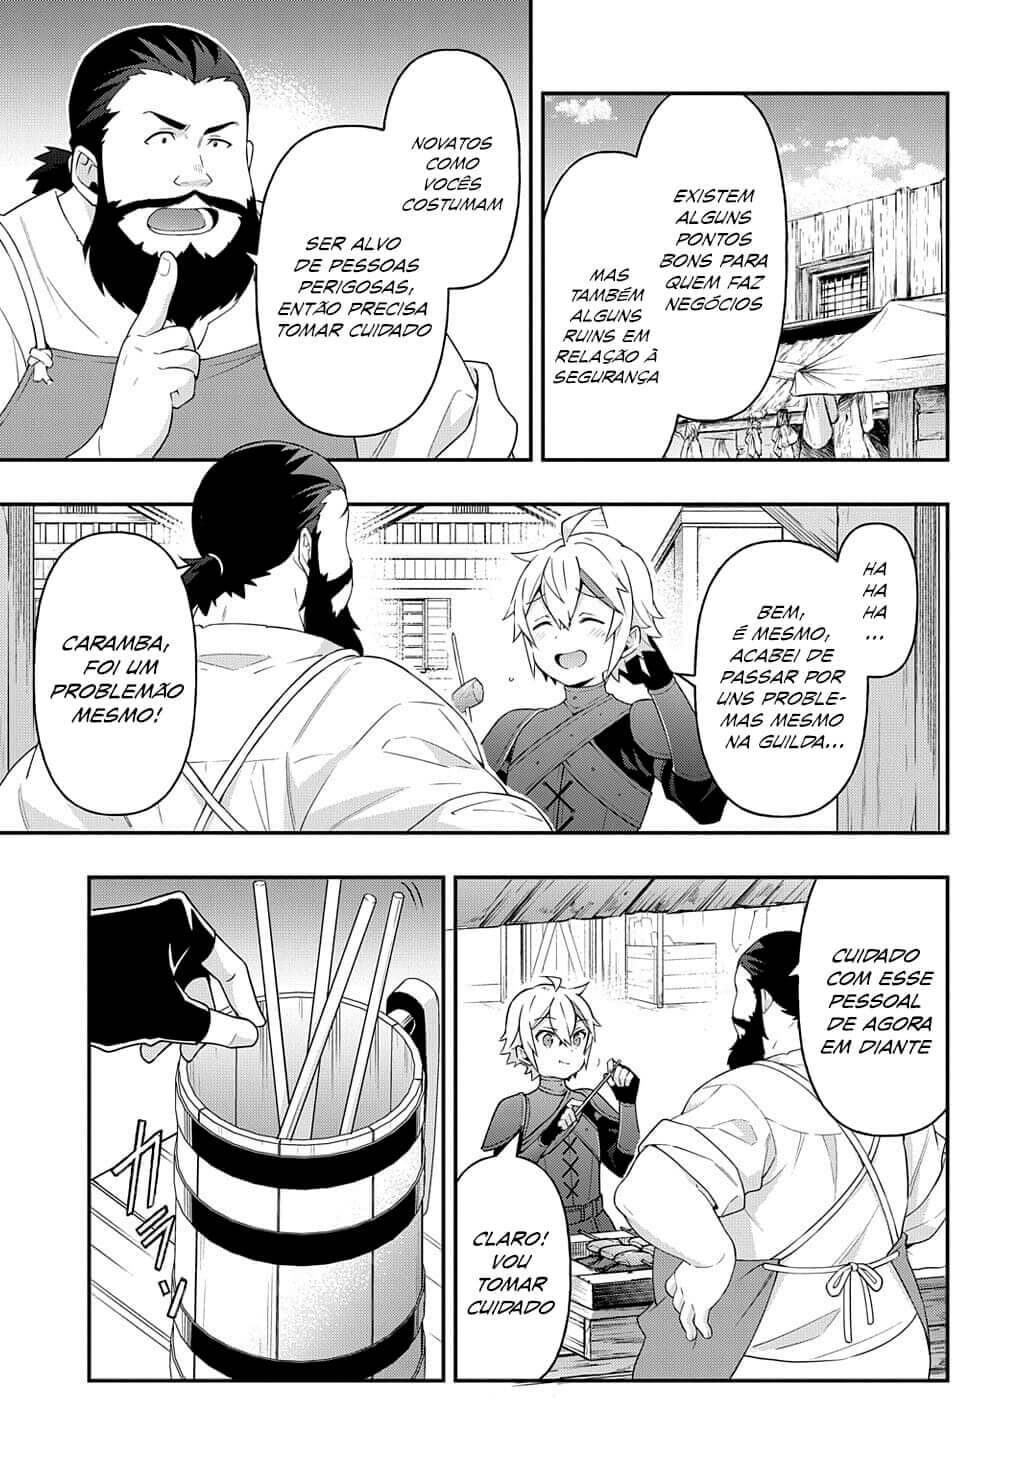 EXISTEM
ALGUNS
PONTOS
BONS PARA
QUEM FAZ
NEGÓCIOS
MAS
TAMBÉM
ALGUNS
RUINS EM
RELAÇÃO À
SEGURANÇA
NOVATOS
COMO
VOCÊS
COSTUMAM
SER ALVO
DE PESSOAS
PERIGOSAS,
ENTÃO PRECISA
TOMAR CUIDADO
HA
HA
HA
...
BEM,
É MESMO,
ACABEI DE
PASSAR POR
UNS PROBLE-
MAS MESMO
NA GUILDA...
CARAMBA,
FOI UM
PROBLEMÃO
MESMO!
CUIDADO
COM ESSE
PESSOAL
DE AGORA
EM DIANTE
CLARO!
VOU
TOMAR
CUIDADO
カラン